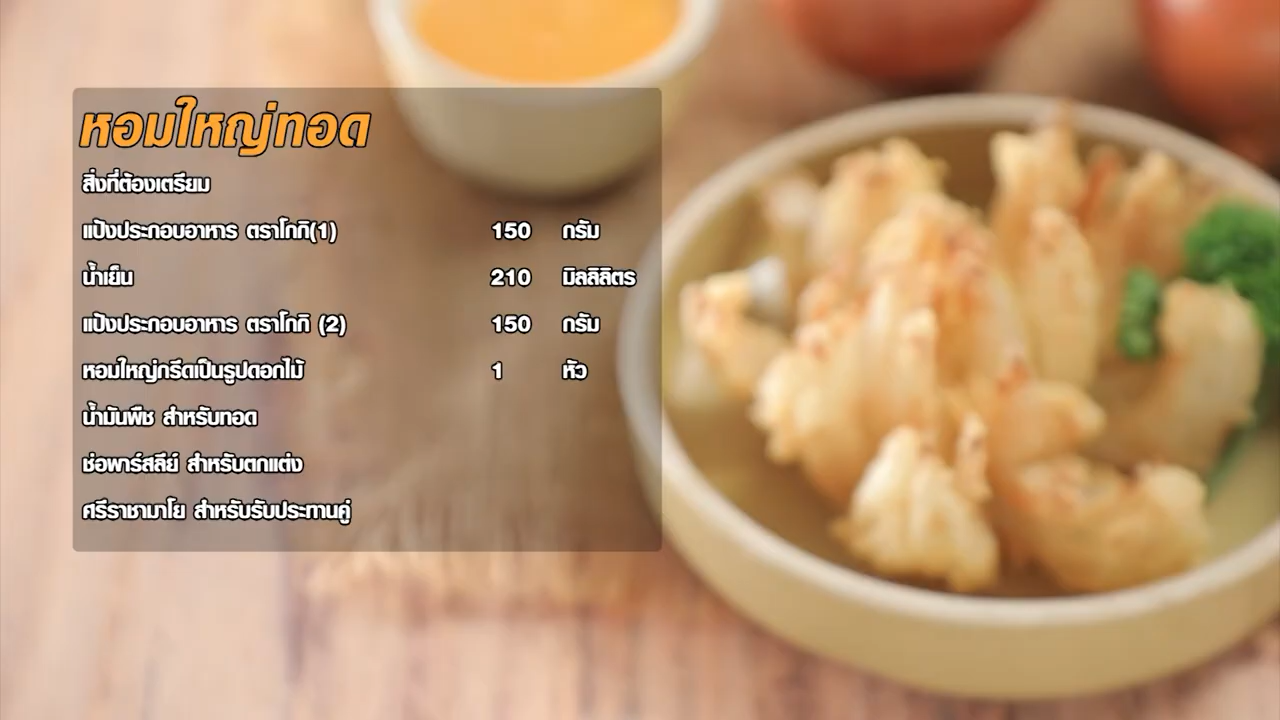 หอมใหญ่ทอด
สิ่งที่ต้องเตรียม
แป้งประกอบอาหาร ตราโกกิ(1) 150 กรัม
น้ำเย็น 210 มิลลิลิตร
แป้งประกอบอาหาร ตราโกกิ (2) 150 กรัม
หอมใหญ่กรีดเป็นรูปดอกไม้ 1 หัว
น้ำมันพืช สำหรับทอด
ช่อพาร์สลีย์ สำหรับตกแต่ง
ศรีราชามาโย สำหรับรับประทานคู่